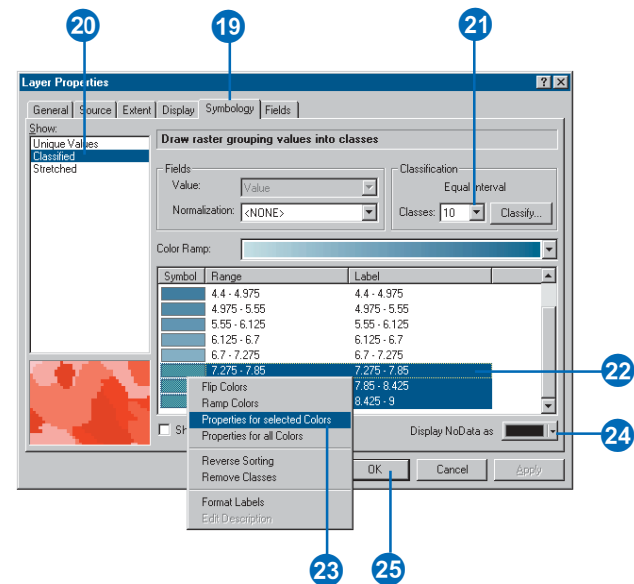 20
19
21
Layer Properties
? X
General Source Extent Display Symbology Fields
Show:
Unique Values
Classified
Stretched
Draw raster grouping values into classes
Fields
Value: Value
Normalization: <NONE>
Classification
Equal Interval
Classes: 10 Classify...
Color Ramp:
Symbol Range Label
4.4 - 4.975 4.4 - 4.975
4.975 - 5.55 4.975 - 5.55
5.55 - 6.125 5.55 - 6.125
6.125 - 6.7 6.125 - 6.7
6.7 - 7.275 6.7 - 7.275
7.275 - 7.85 7.275 - 7.85
7.85 - 8.425
8.425 - 9
22
Flip Colors
Ramp Colors
Properties for selected Colors
Properties for all Colors
Reverse Sorting
Remove Classes
Format Labels
Edit Description
Display NoData as
24
OK Cancel Apply
23
25